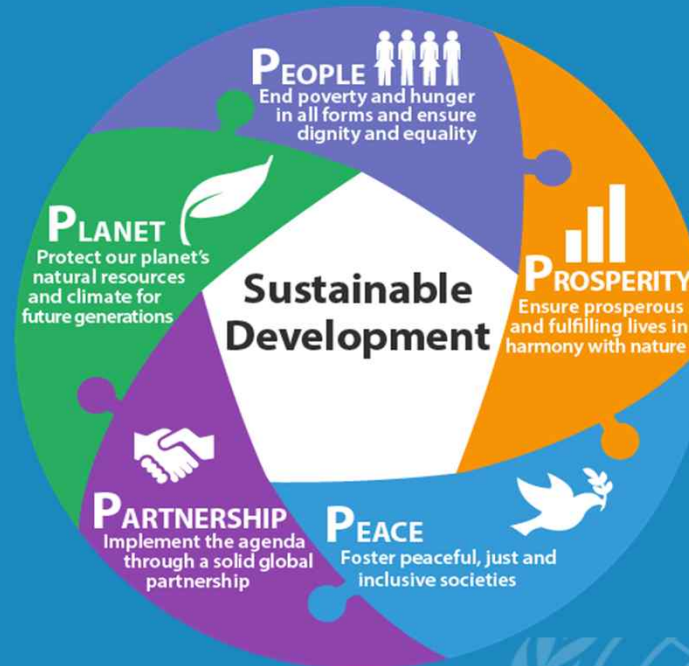 PEOPLE
End poverty and hunger
in all forms and ensure
dignity and equality
PLANET
Protect our planet's
natural resources
and climate for
future generations
Sustainable
Development
PROSPERITY
Ensure prosperous
and fulfilling lives in
harmony with nature
PARTNERSHIP
Implement the agenda
through a solid global
partnership
PEACE
Foster peaceful, just and
inclusive societies